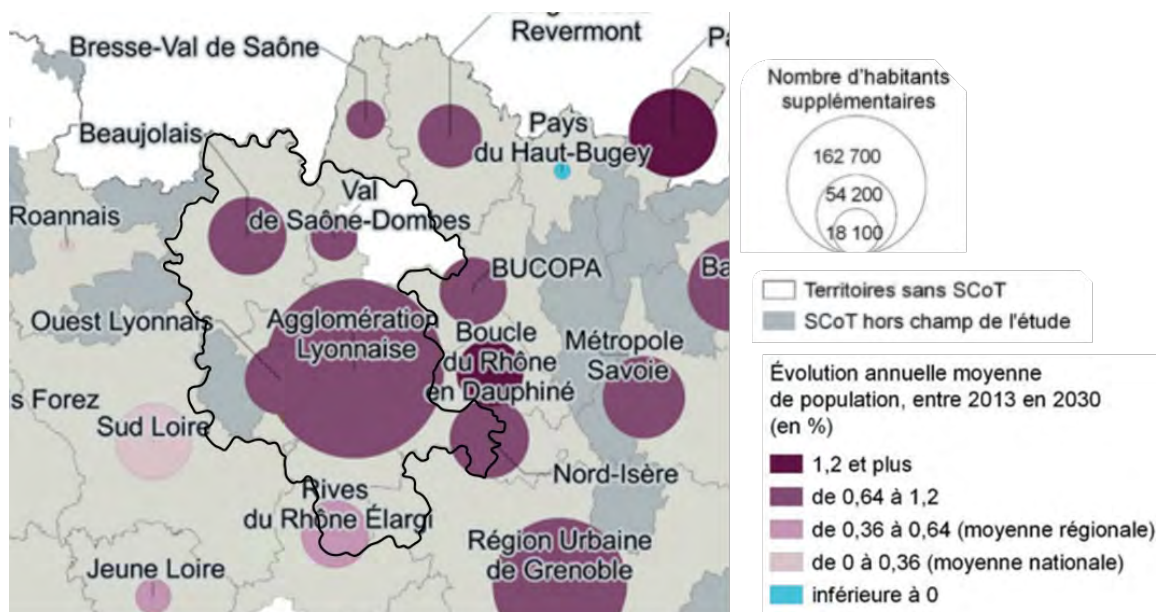 Revermont
Bresse-Val de Saône
Pays
du Haut-Bugey
Beaujolais
Val
de Saône-Dombes
Roannais
BUCOPA
Ouest Lyonnais
Agglomération
Lyonnaise
Boucle
du Rhône
en Dauphiné
Métropole
Savoie
s Forez
Sud Loire
Nord-Isère
Rives
du Rhône Élargi
Région Urbaine
de Grenoble
Jeune Loire
Nombre d'habitants
supplémentaires
162 700
54 200
18 100
Territoires sans SCoT
SCoT hors champ de l'étude
Évolution annuelle moyenne
de population, entre 2013 en 2030
(en %)
1,2 et plus
de 0,64 à 1,2
de 0,36 à 0,64 (moyenne régionale)
de 0 à 0,36 (moyenne nationale)
inférieure à 0